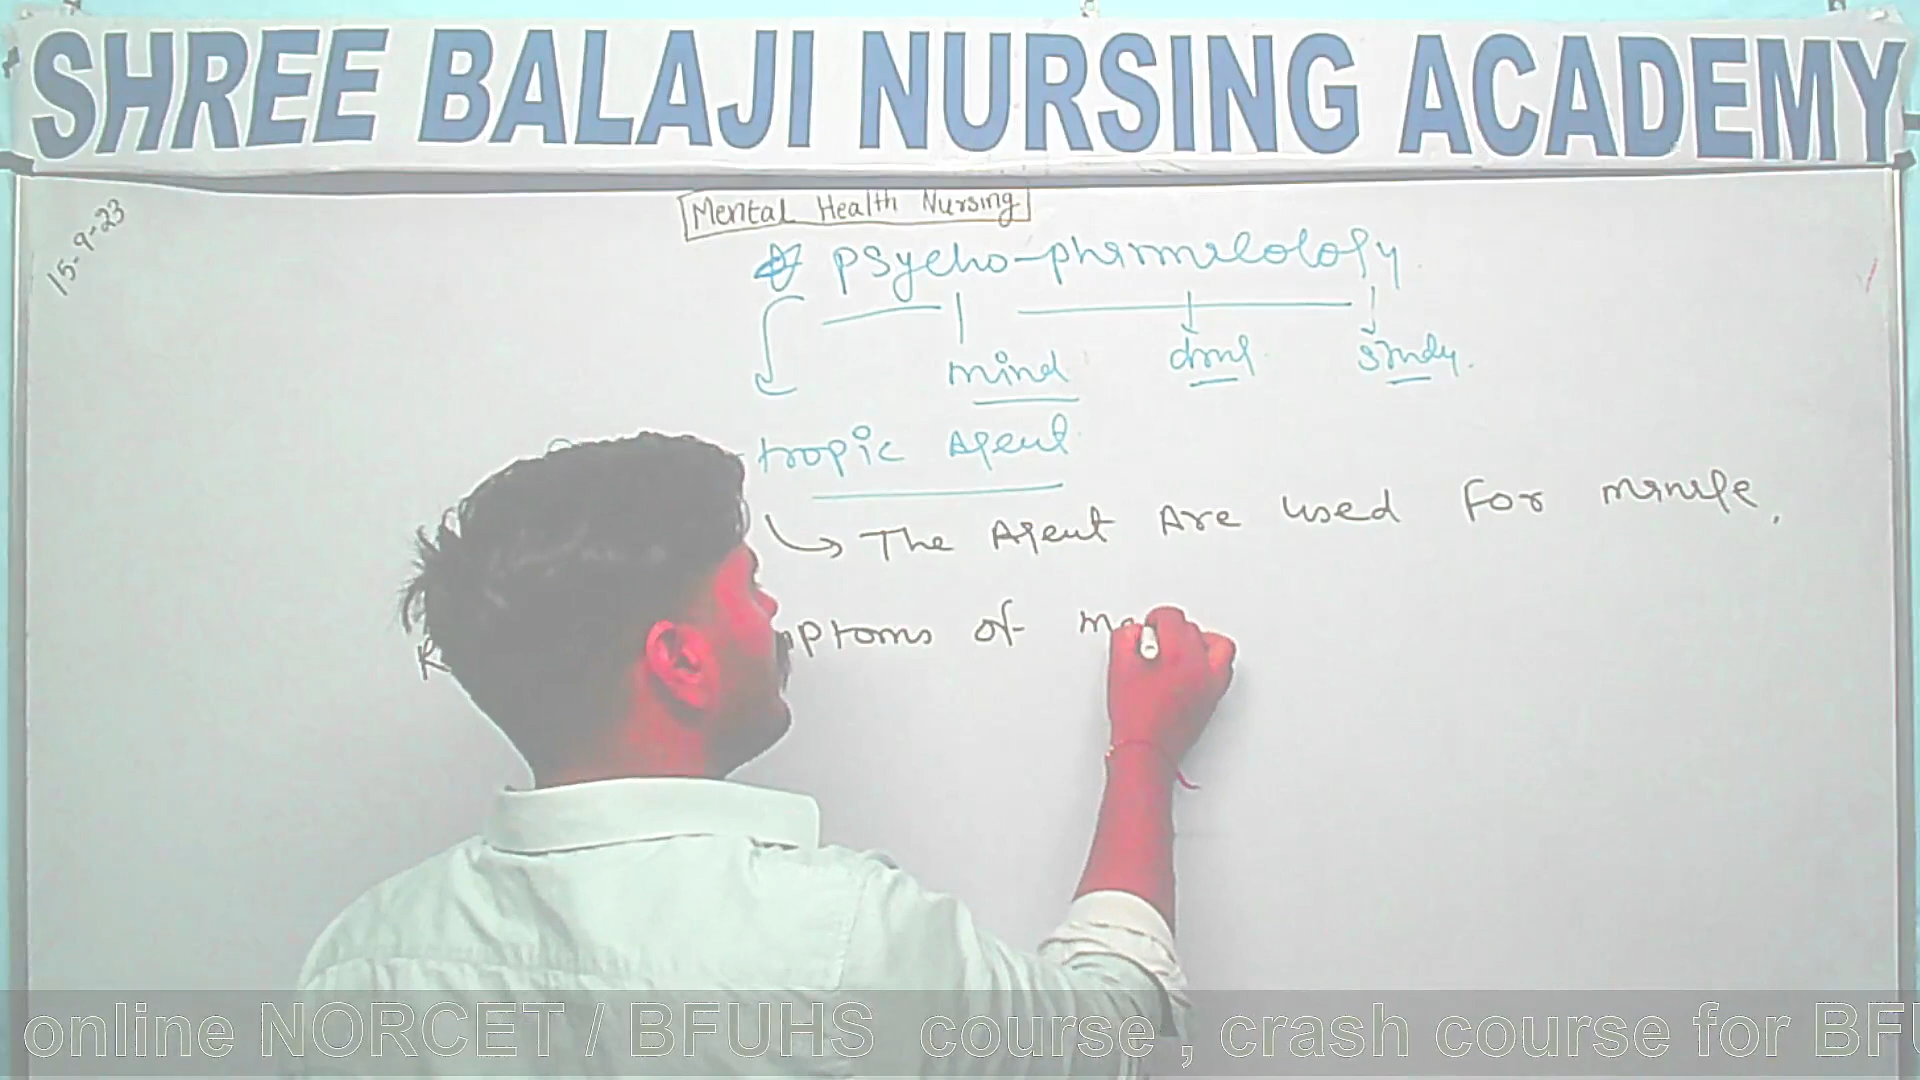 SHREE BALAJI NURSING ACADEMY
15-9-23
Mental Health Nursing
Psycho-pharmacology
mind drug study.
tropic Agent
↳ The Agent Are used For manage
ptoms of
online NORCET / BFUHS course , crash course for BFU